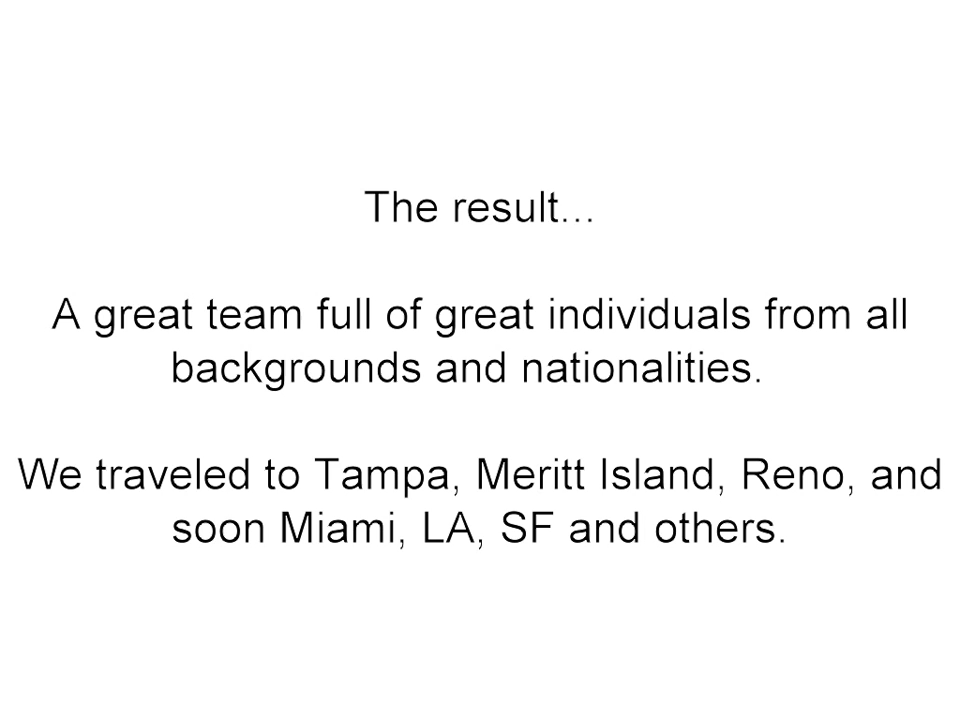 The result...
A great team full of great individuals from all
backgrounds and nationalities.
We traveled to Tampa, Meritt Island, Reno, and
soon Miami, LA, SF and others.